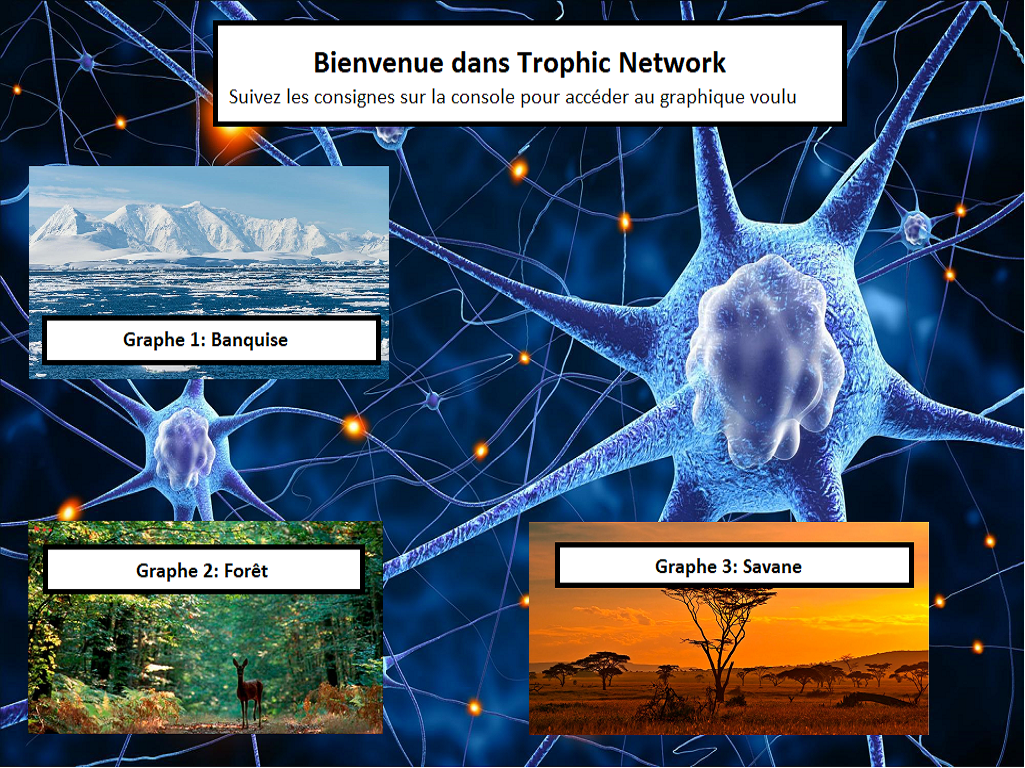 Bienvenue dans Trophic Network
Suivez les consignes sur la console pour accéder au graphique voulu
Graphe 1: Banquise
Graphe 2: Forêt
Graphe 3: Savane